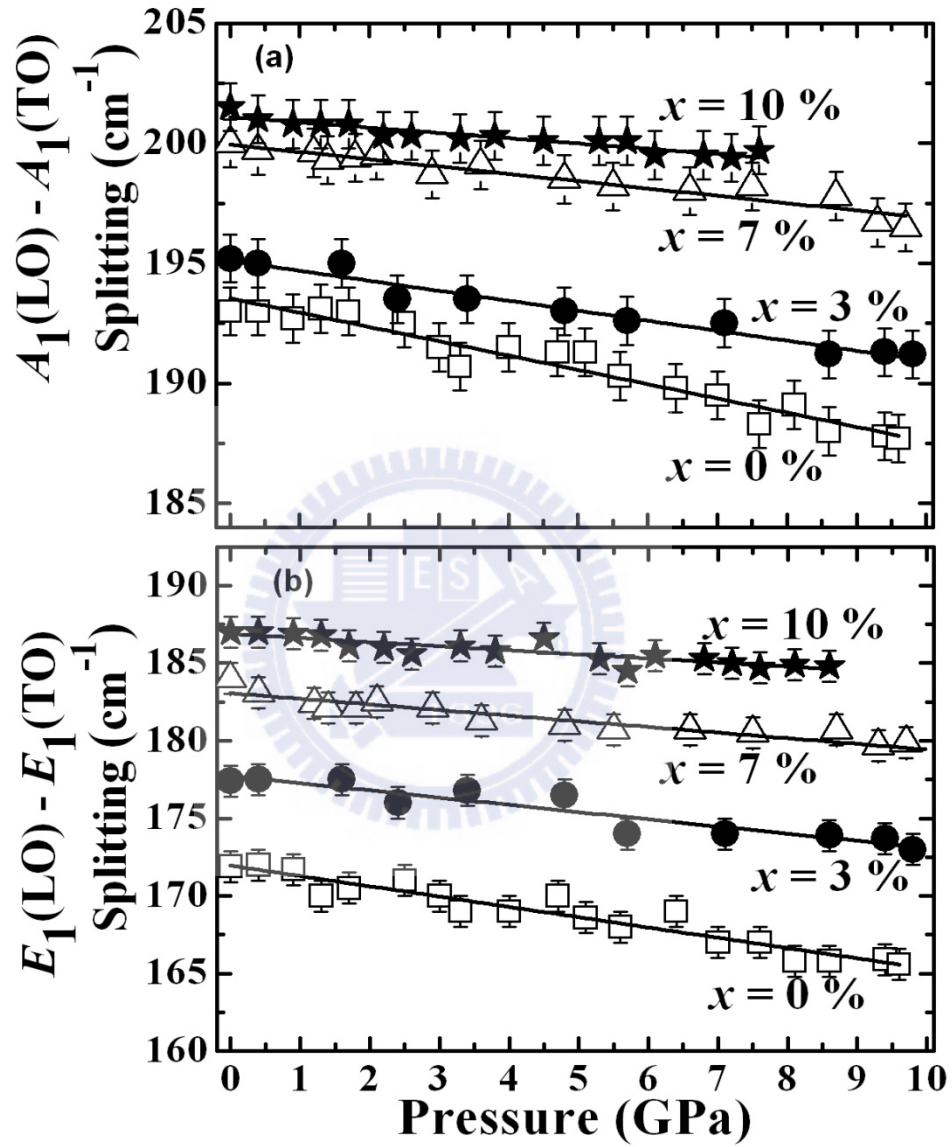 A₁(LO) - A₁(TO)
Splitting (cm⁻¹)
205
200
195
190
185
(a)
x = 10 %
x = 7 %
x = 3 %
x = 0 %
E₁(LO) - E₁(TO)
Splitting (cm⁻¹)
190
185
180
175
170
165
160
(b)
x = 10 %
x = 7 %
x = 3 %
x = 0 %
0 1 2 3 4 5 6 7 8 9 10
Pressure (GPa)
E S
A